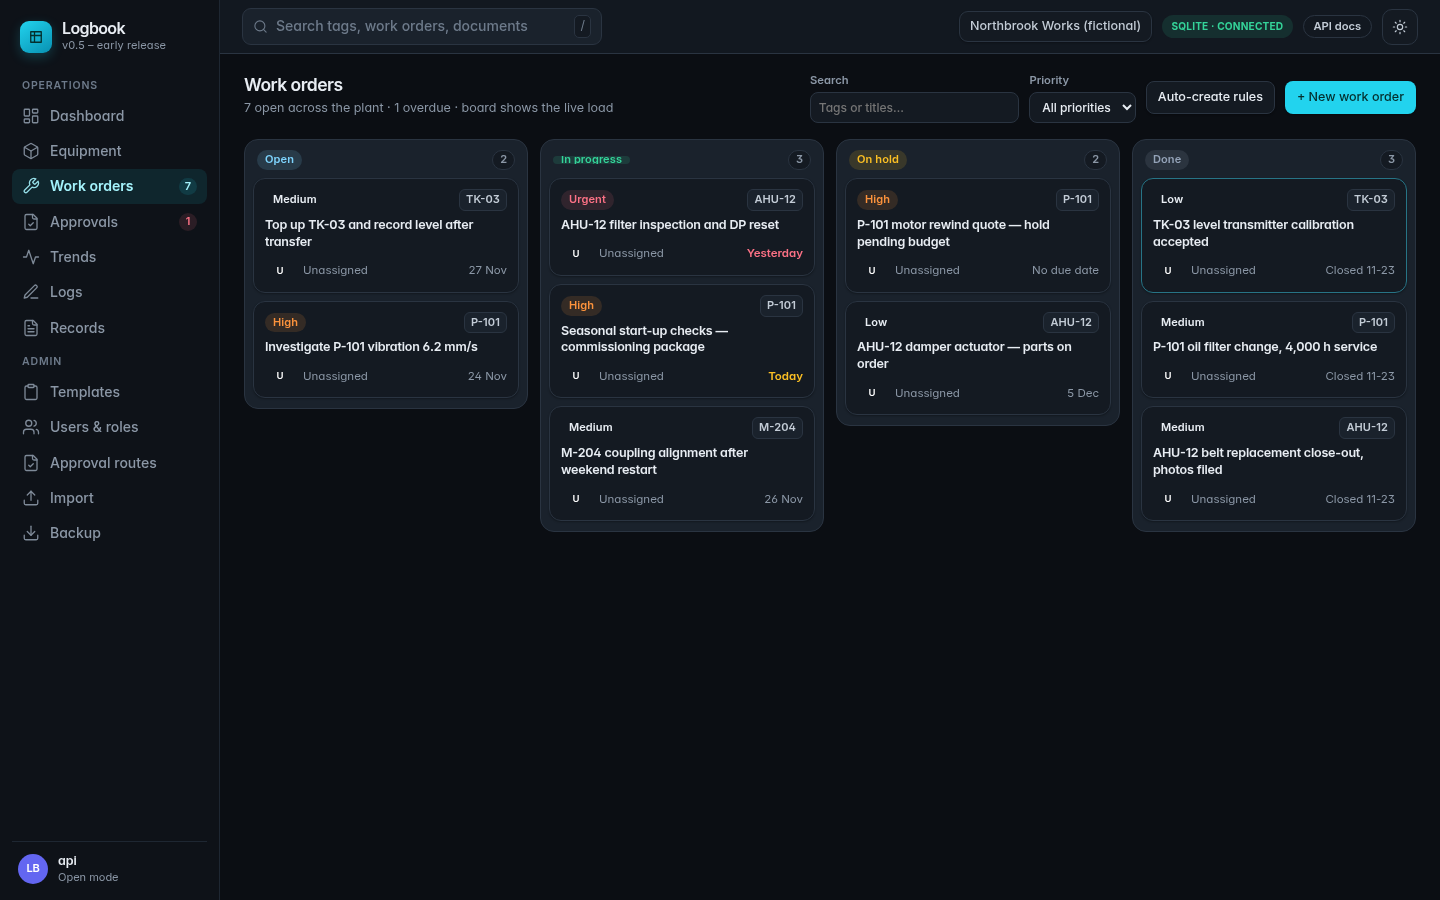 Logbook
v0.5 – early release
OPERATIONS
Dashboard
Equipment
Work orders 7
Approvals 1
Trends
Logs
Records
ADMIN
Templates
Users & roles
Approval routes
Import
Backup
LB
api
Open mode
Search tags, work orders, documents /
Northbrook Works (fictional)
SQLITE · CONNECTED
API docs
Work orders
7 open across the plant · 1 overdue · board shows the live load
Search
Tags or titles...
Priority
All priorities
Auto-create rules
+ New work order
Open 2
Medium TK-03
Top up TK-03 and record level after
transfer
U Unassigned 27 Nov
High P-101
Investigate P-101 vibration 6.2 mm/s
U Unassigned 24 Nov
In progress 3
Urgent AHU-12
AHU-12 filter inspection and DP reset
U Unassigned Yesterday
High P-101
Seasonal start-up checks —
commissioning package
U Unassigned Today
Medium M-204
M-204 coupling alignment after
weekend restart
U Unassigned 26 Nov
On hold 2
High P-101
P-101 motor rewind quote — hold
pending budget
U Unassigned No due date
Low AHU-12
AHU-12 damper actuator — parts on
order
U Unassigned 5 Dec
Done 3
Low TK-03
TK-03 level transmitter calibration
accepted
U Unassigned Closed 11-23
Medium P-101
P-101 oil filter change, 4,000 h service
U Unassigned Closed 11-23
Medium AHU-12
AHU-12 belt replacement close-out,
photos filed
U Unassigned Closed 11-23